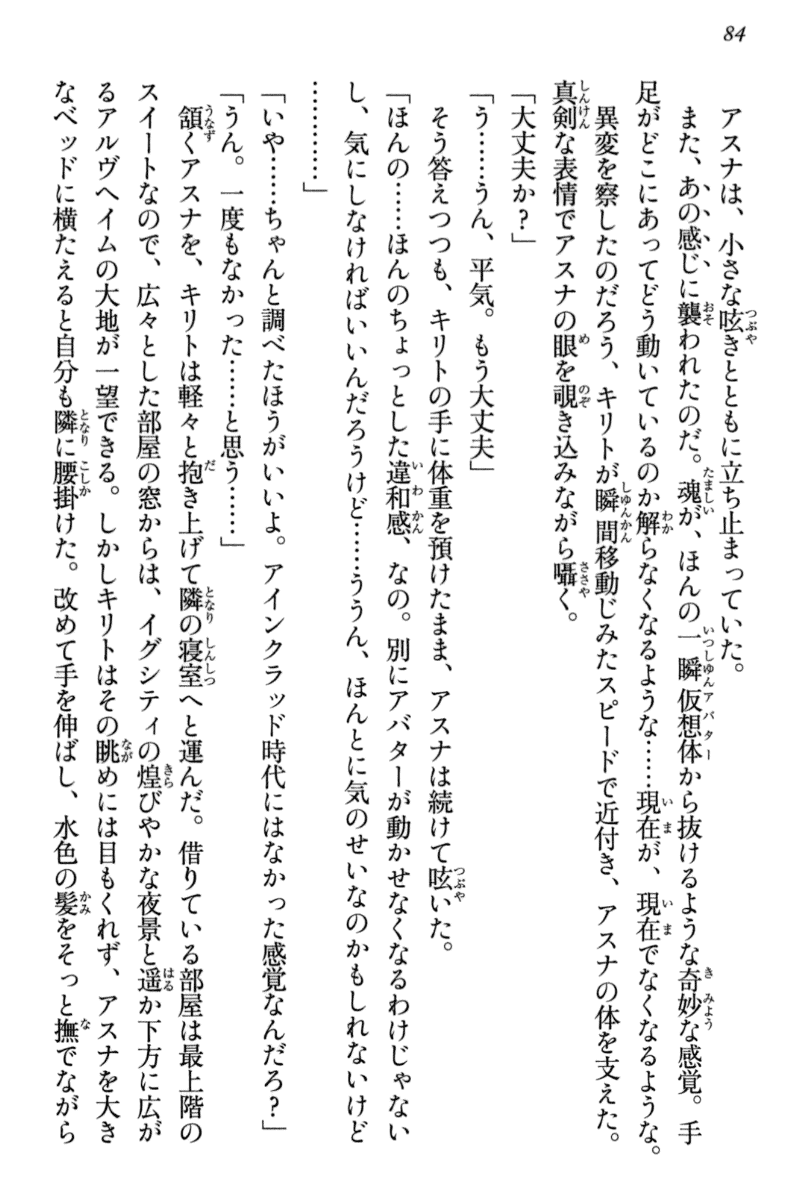 84
アスナは、小さな呟きとともに立ち止まっていた。
また、あの感じに襲われたのだ。魂が、ほんの一瞬仮想体から抜けるような奇妙な感覚。手
足がどこにあってどう動いているのか解らなくなるような……現在が、現在でなくなるような。
異変を察したのだろう、キリトが瞬間移動じみたスピードで近付き、アスナの体を支えた。
真剣な表情でアスナの眼を覗き込みながら囁く。
「大丈夫か?」
「う……うん、平気。もう大丈夫」
そう答えつつも、キリトの手に体重を預けたまま、アスナは続けて呟いた。
「ほんの……ほんのちょっとした違和感、なの。別にアバターが動かせなくなるわけじゃない
し、気にしなければいいんだろうけど……ううん、ほんとに気のせいなのかもしれないけど
…………」
「いや……ちゃんと調べたほうがいいよ。アインクラッド時代にはなかった感覚なんだろ?」
「うん。一度もなかった……と思う……」
頷くアスナを、キリトは軽々と抱き上げて隣の寝室へと運んだ。借りている部屋は最上階の
スイートなので、広々とした部屋の窓からは、イグシティの煌びやかな夜景と遥か下方に広が
るアルヴヘイムの大地が一望できる。しかしキリトはその眺めには目もくれず、アスナを大き
なベッドに横たえると自分も隣に腰掛けた。改めて手を伸ばし、水色の髪をそっと撫でながら